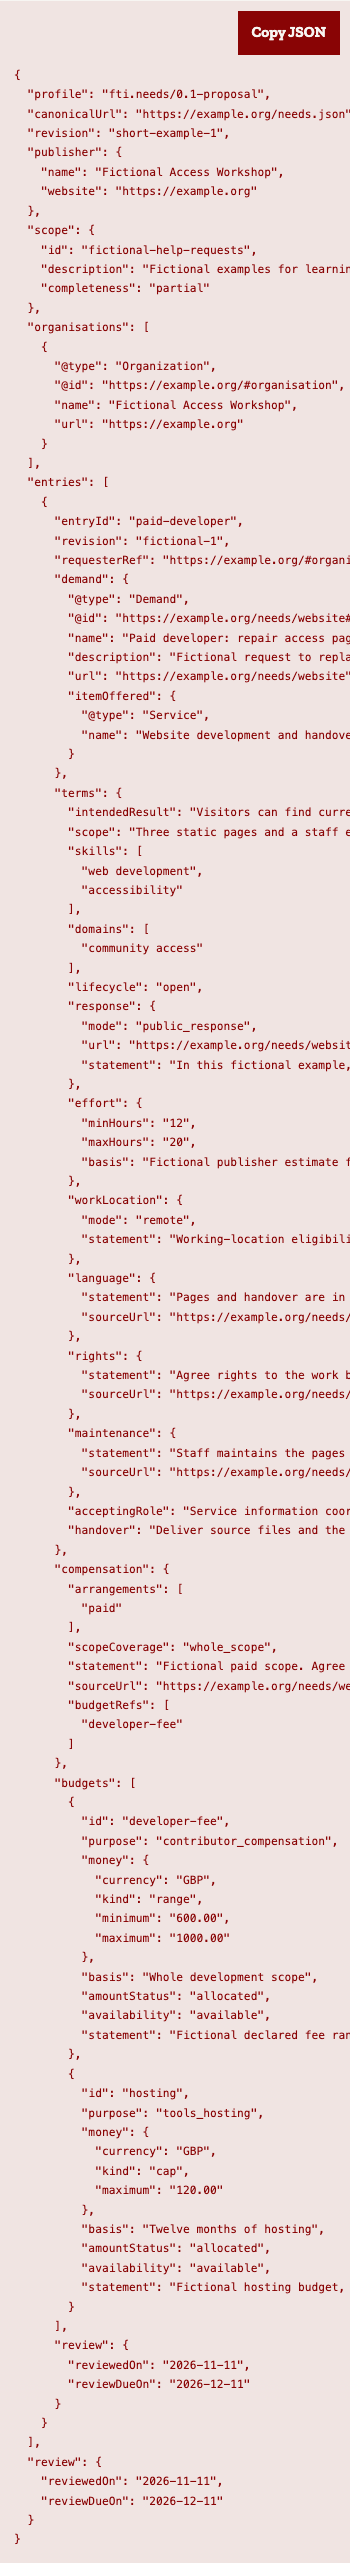 Copy JSON
{
"profile": "fti.needs/0.1-proposal",
"canonicalUrl": "https://example.org/needs.json"
"revision": "short-example-1",
"publisher": {
"name": "Fictional Access Workshop",
"website": "https://example.org"
},
"scope": {
"id": "fictional-help-requests",
"description": "Fictional examples for learnin
"completeness": "partial"
},
"organisations": [
{
"@type": "Organization",
"@id": "https://example.org/#organisation",
"name": "Fictional Access Workshop",
"url": "https://example.org"
}
],
"entries": [
{
"entryId": "paid-developer",
"revision": "fictional-1",
"requesterRef": "https://example.org/#organi
"demand": {
"@type": "Demand",
"@id": "https://example.org/needs/website#
"name": "Paid developer: repair access pag
"description": "Fictional request to repla
"url": "https://example.org/needs/website"
"itemOffered": {
"@type": "Service",
"name": "Website development and handove
}
},
"terms": {
"intendedResult": "Visitors can find curre
"scope": "Three static pages and a staff e
"skills": [
"web development",
"accessibility"
],
"domains": [
"community access"
],
"lifecycle": "open",
"response": {
"mode": "public_response",
"url": "https://example.org/needs/websit
"statement": "In this fictional example,
},
"effort": {
"minHours": "12",
"maxHours": "20",
"basis": "Fictional publisher estimate f
},
"workLocation": {
"mode": "remote",
"statement": "Working-location eligibili
},
"language": {
"statement": "Pages and handover are in
"sourceUrl": "https://example.org/needs/
},
"rights": {
"statement": "Agree rights to the work b
"sourceUrl": "https://example.org/needs/
},
"maintenance": {
"statement": "Staff maintains the pages
"sourceUrl": "https://example.org/needs/
},
"acceptingRole": "Service information coor
"handover": "Deliver source files and the
},
"compensation": {
"arrangements": [
"paid"
],
"scopeCoverage": "whole_scope",
"statement": "Fictional paid scope. Agree
"sourceUrl": "https://example.org/needs/we
"budgetRefs": [
"developer-fee"
]
},
"budgets": [
{
"id": "developer-fee",
"purpose": "contributor_compensation",
"money": {
"currency": "GBP",
"kind": "range",
"minimum": "600.00",
"maximum": "1000.00"
},
"basis": "Whole development scope",
"amountStatus": "allocated",
"availability": "available",
"statement": "Fictional declared fee ran
},
{
"id": "hosting",
"purpose": "tools_hosting",
"money": {
"currency": "GBP",
"kind": "cap",
"maximum": "120.00"
},
"basis": "Twelve months of hosting",
"amountStatus": "allocated",
"availability": "available",
"statement": "Fictional hosting budget,
}
],
"review": {
"reviewedOn": "2026-11-11",
"reviewDueOn": "2026-12-11"
}
}
],
"review": {
"reviewedOn": "2026-11-11",
"reviewDueOn": "2026-12-11"
}
}